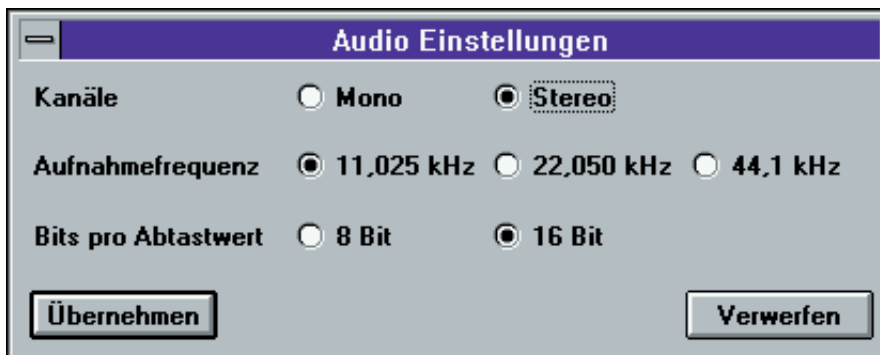 Audio Einstellungen
Kanäle Mono Stereo
Aufnahmefrequenz 11,025 kHz 22,050 kHz 44,1 kHz
Bits pro Abtastwert 8 Bit 16 Bit
Übernehmen Verwerfen